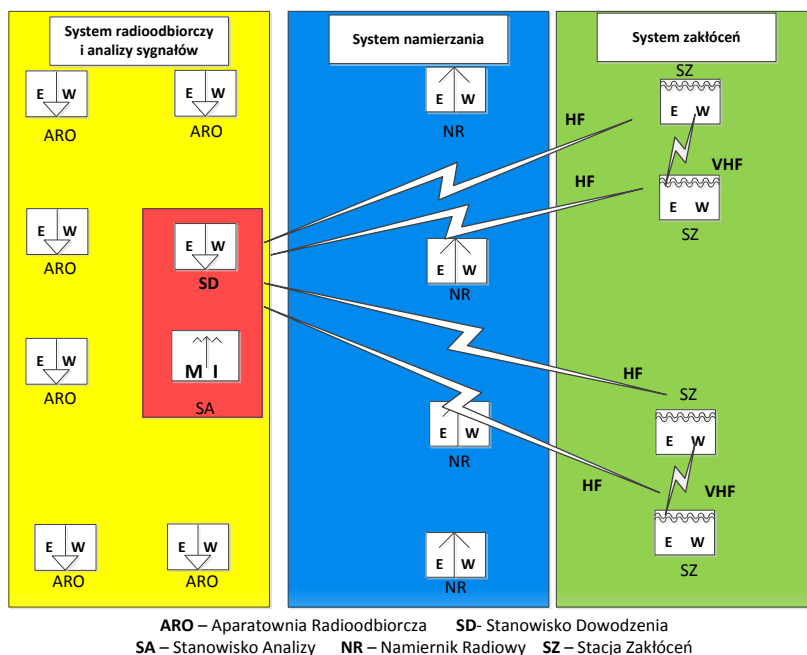 System radioodbiorczy
i analizy sygnałów
System namierzania
System zakłóceń
E W
ARO
E W
ARO
E W
NR
SZ
E W
HF
VHF
HF
E W
SZ
E W
ARO
E W
SD
E W
NR
E W
ARO
M I
SA
HF
SZ
E W
E W
NR
HF
VHF
E W
SZ
E W
ARO
E W
ARO
E W
NR
ARO – Aparatownia Radioodbiorcza SD- Stanowisko Dowodzenia
SA – Stanowisko Analizy NR – Namiernik Radiowy SZ – Stacja Zakłóceń